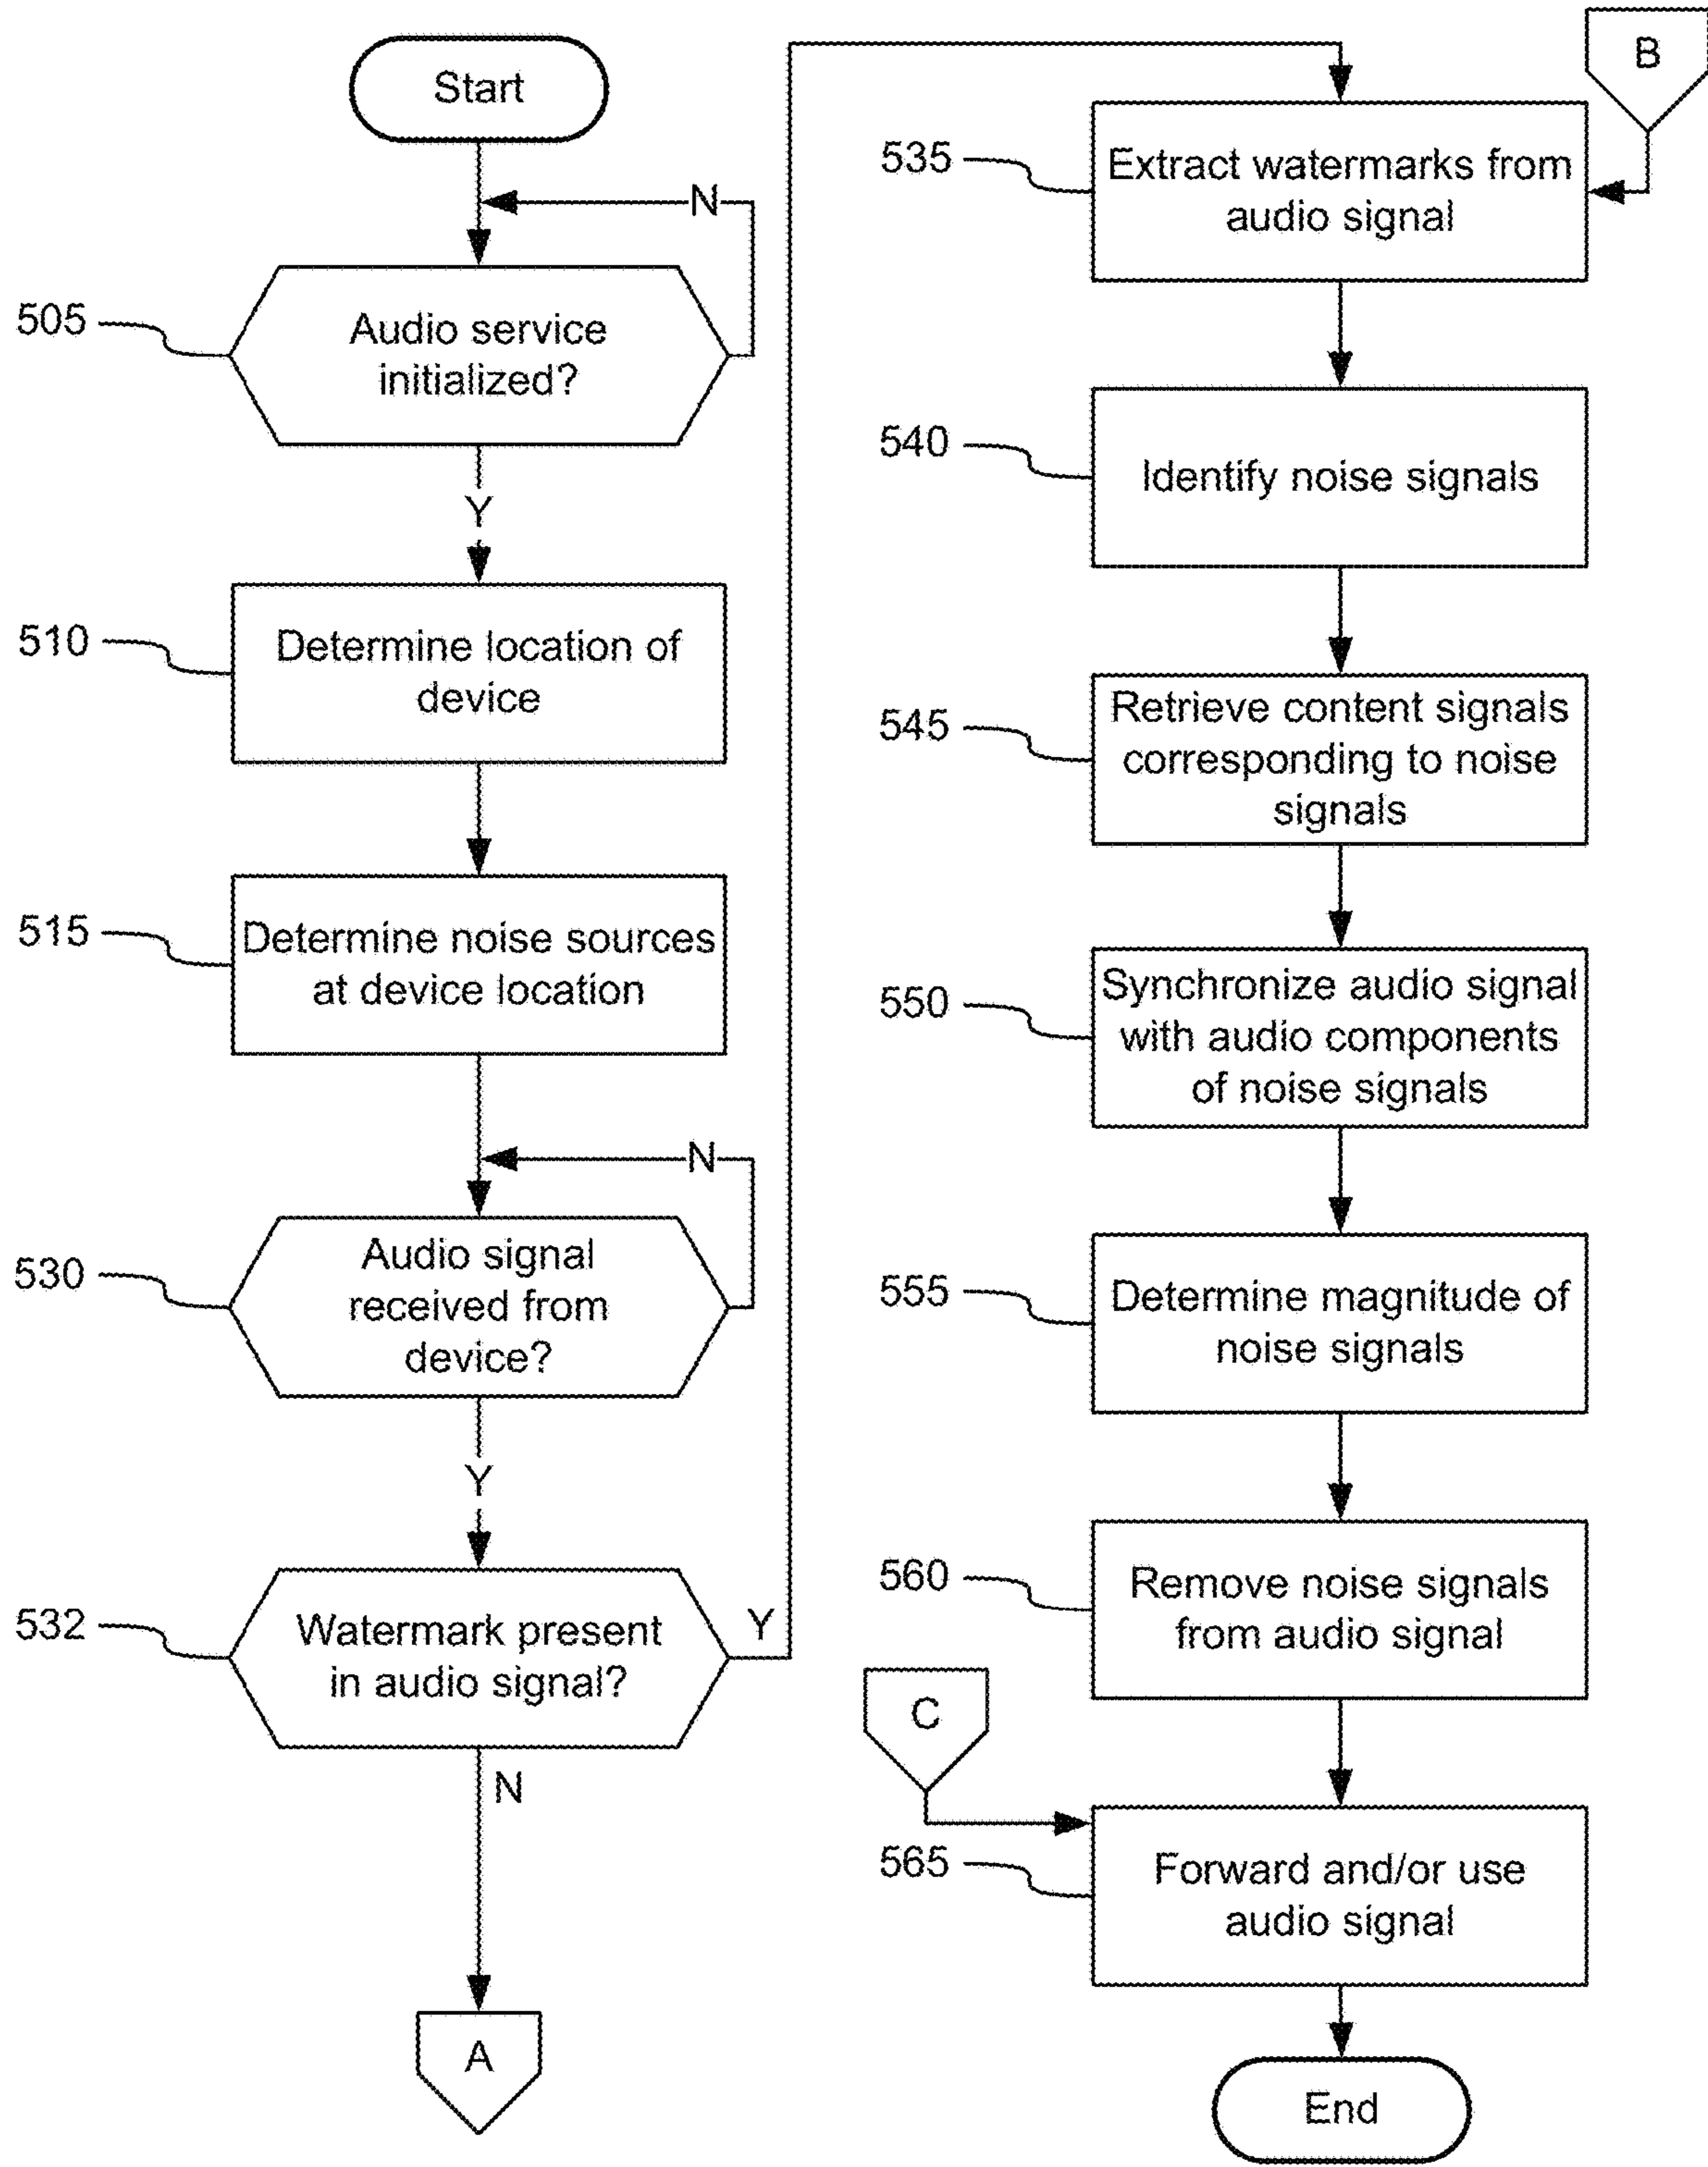 Start
N
505
Audio service
initialized?
Y
510
Determine location of
device
515
Determine noise sources
at device location
N
530
Audio signal
received from
device?
Y
532
Watermark present
in audio signal?
Y
N
A
B
535
Extract watermarks from
audio signal
540
Identify noise signals
545
Retrieve content signals
corresponding to noise
signals
550
Synchronize audio signal
with audio components
of noise signals
555
Determine magnitude of
noise signals
560
Remove noise signals
from audio signal
C
565
Forward and/or use
audio signal
End